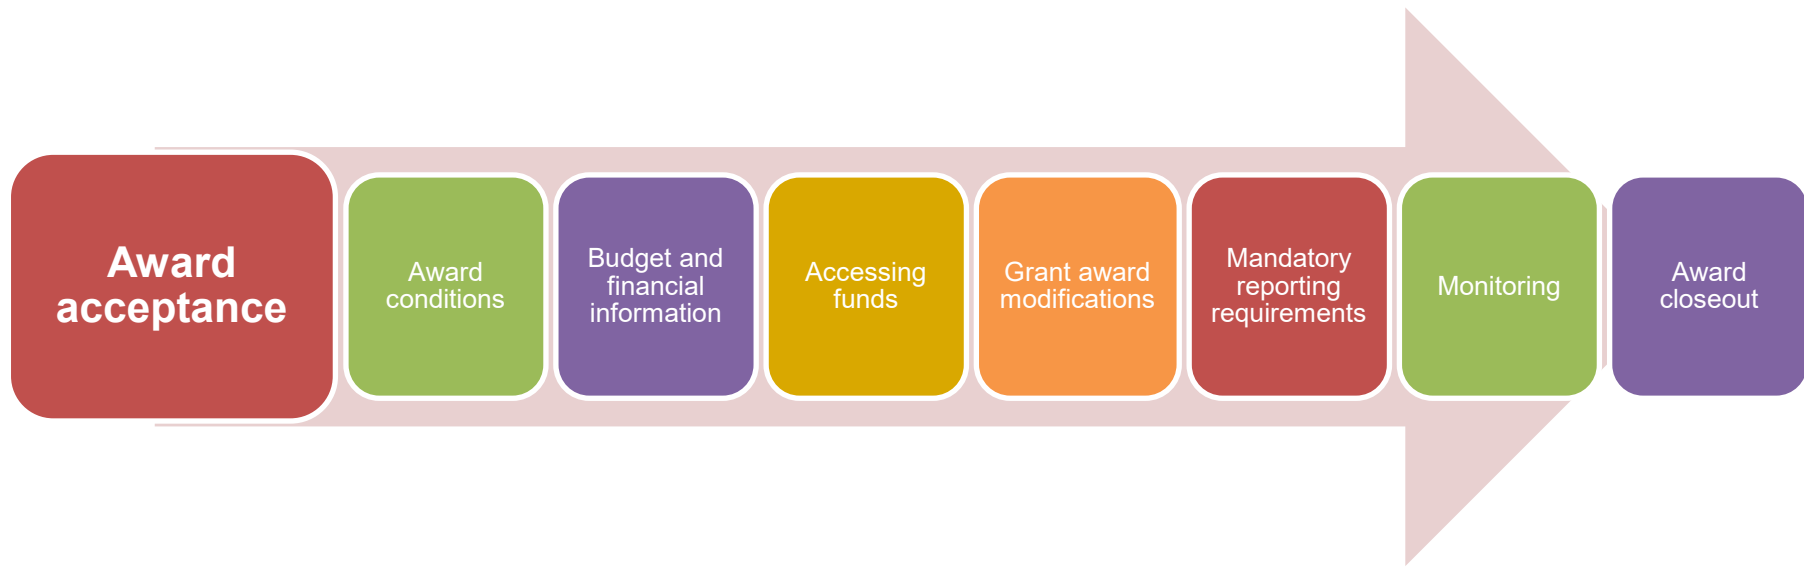 Award
acceptance
Award
conditions
Budget and
financial
information
Accessing
funds
Grant award
modifications
Mandatory
reporting
requirements
Monitoring
Award
closeout